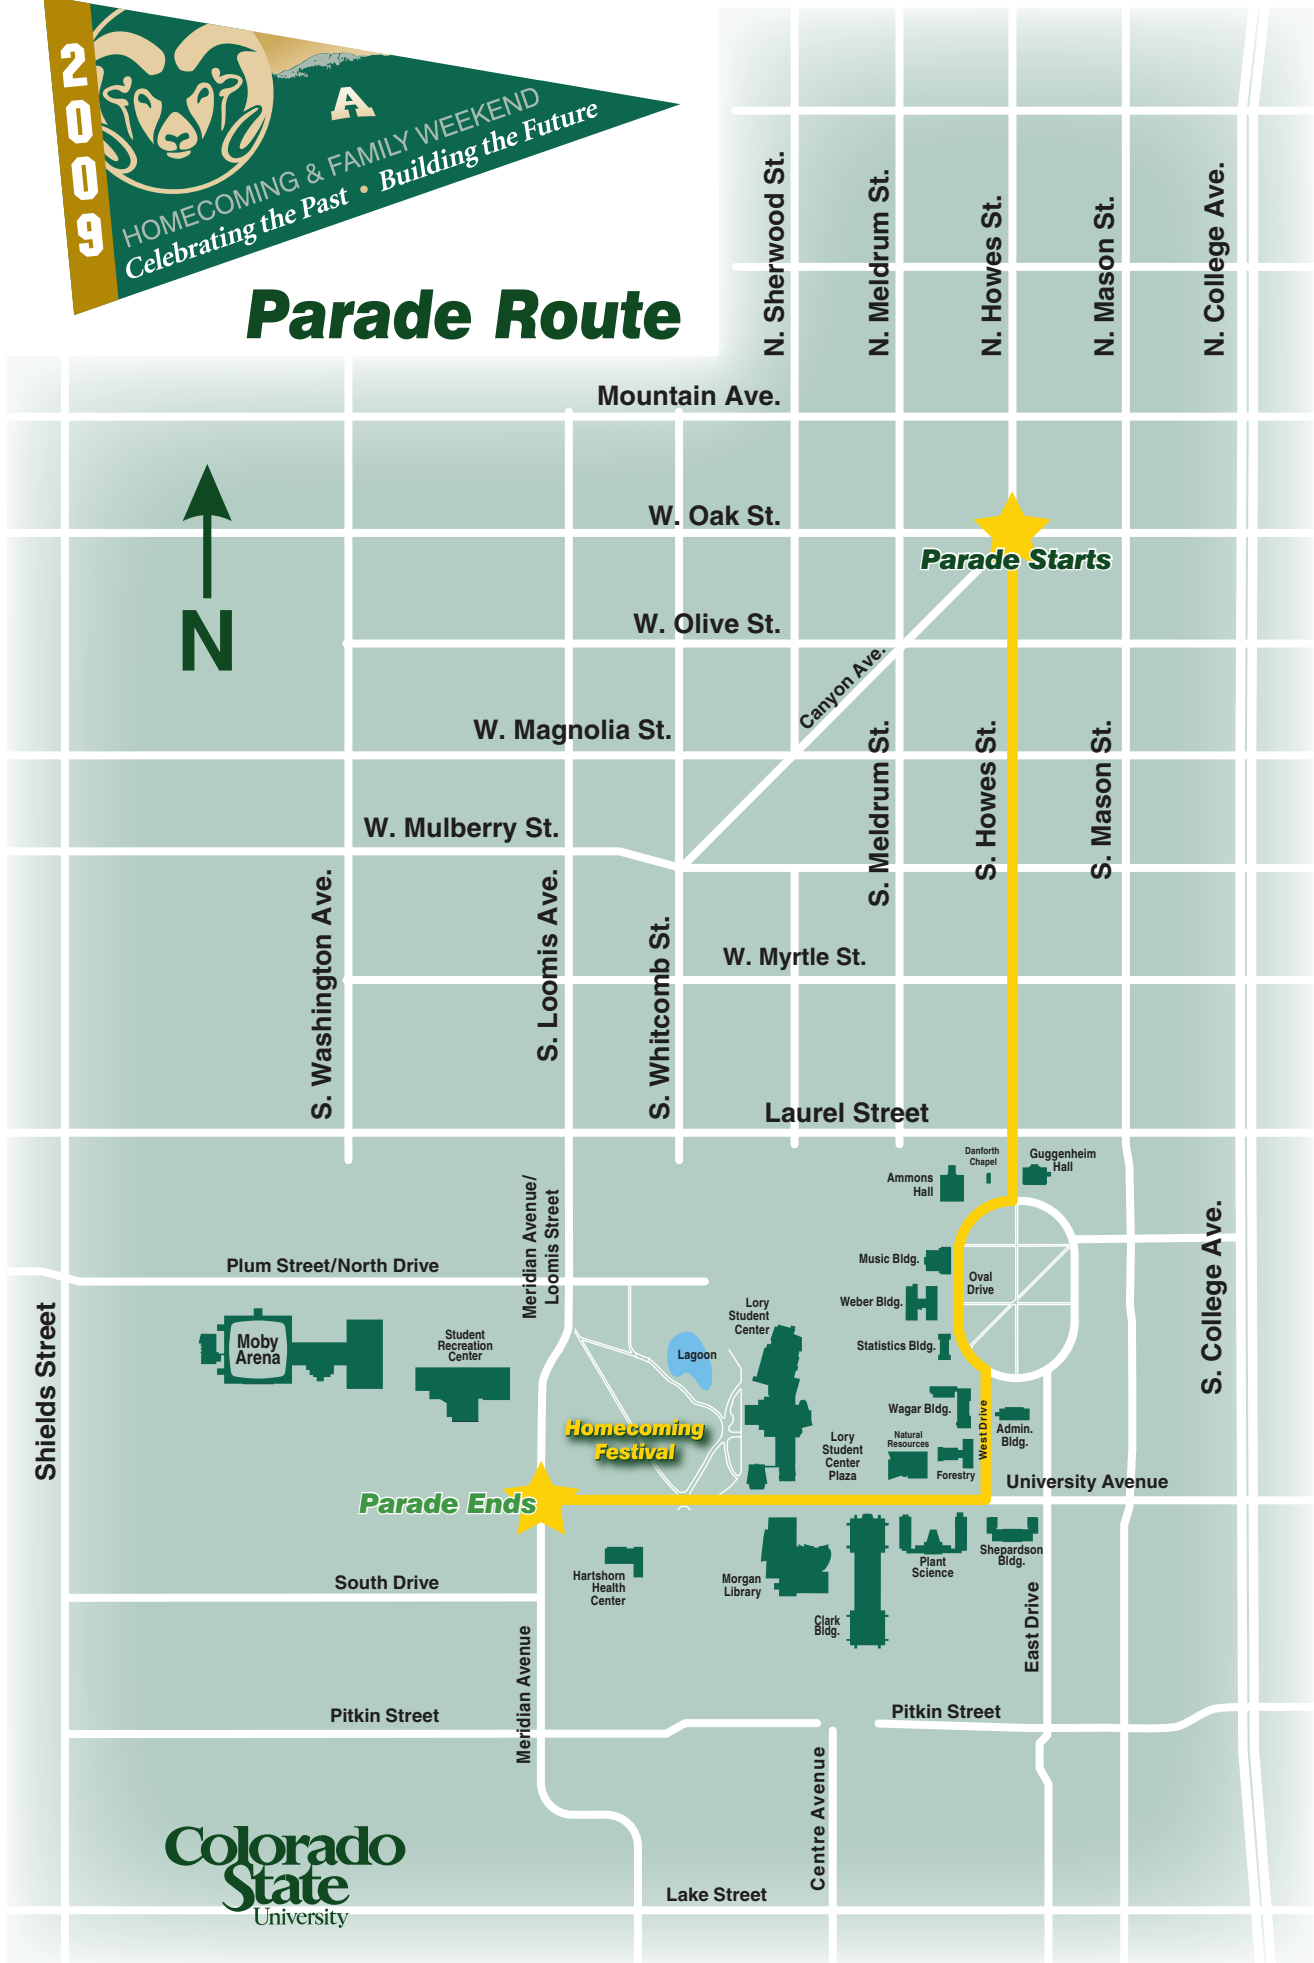 2009
A
HOMECOMING & FAMILY WEEKEND
Celebrating the Past • Building the Future
Parade Route
N. Sherwood St.
N. Meldrum St.
N. Howes St.
N. Mason St.
N. College Ave.
Mountain Ave.
W. Oak St.
Parade Starts
N
W. Olive St.
Canyon Ave.
W. Magnolia St.
S. Meldrum St.
S. Howes St.
S. Mason St.
W. Mulberry St.
S. Washington Ave.
S. Loomis Ave.
S. Whitcomb St.
W. Myrtle St.
Laurel Street
Danforth
Chapel
Guggenheim
Hall
Ammons
Hall
Meridian Avenue/
Loomis Street
S. College Ave.
Plum Street/North Drive
Music Bldg.
Oval
Drive
Weber Bldg.
Shields Street
Moby
Arena
Student
Recreation
Center
Lory
Student
Center
Lagoon
Statistics Bldg.
Homecoming
Festival
Wagar Bldg.
West Drive
Admin.
Bldg.
Lory
Student
Center
Plaza
Natural
Resources
Forestry
University Avenue
Parade Ends
Hartshorn
Health
Center
Morgan
Library
Clark
Bldg.
Plant
Science
Shepardson
Bldg.
South Drive
East Drive
Meridian Avenue
Pitkin Street
Pitkin Street
Centre Avenue
Colorado
State
University
Lake Street